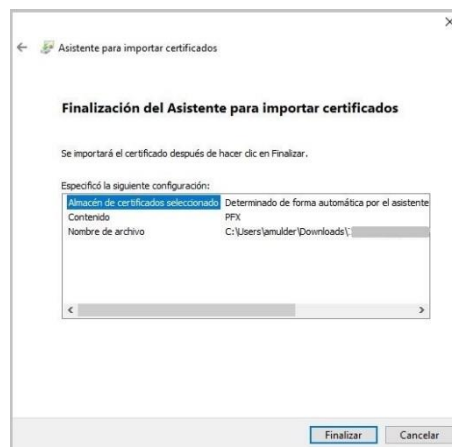 Asistente para importar certificados
Finalización del Asistente para importar certificados
Se importará el certificado después de hacer clic en Finalizar.
Especificó la siguiente configuración:
Almacén de certificados seleccionado Determinado de forma automática por el asistente
Contenido PFX
Nombre de archivo C:\Users\amulder\Downloads\
Finalizar Cancelar